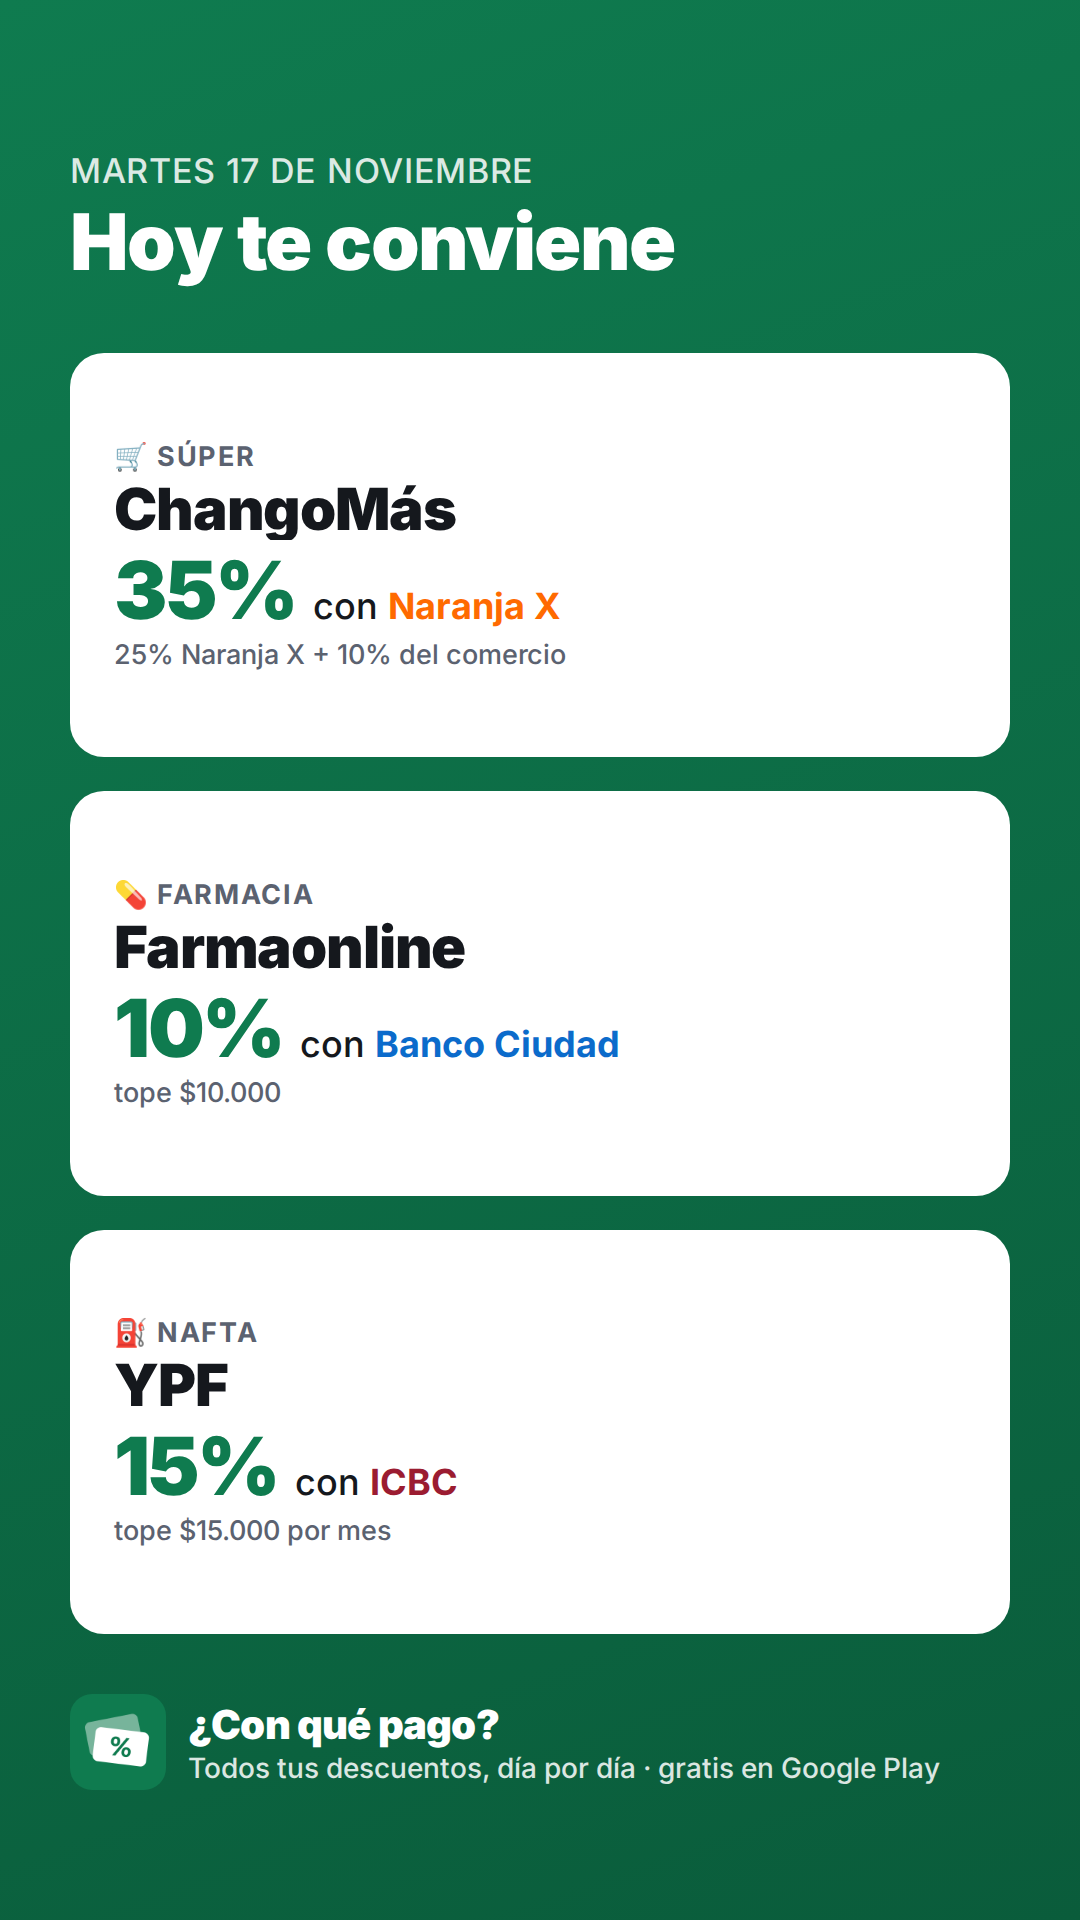 MARTES 17 DE NOVIEMBRE
Hoy te conviene
🛒 SÚPER
ChangoMás
35% con Naranja X
25% Naranja X + 10% del comercio
💊 FARMACIA
Farmaonline
10% con Banco Ciudad
tope $10.000
⛽ NAFTA
YPF
15% con ICBC
tope $15.000 por mes
%
¿Con qué pago?
Todos tus descuentos, día por día · gratis en Google Play